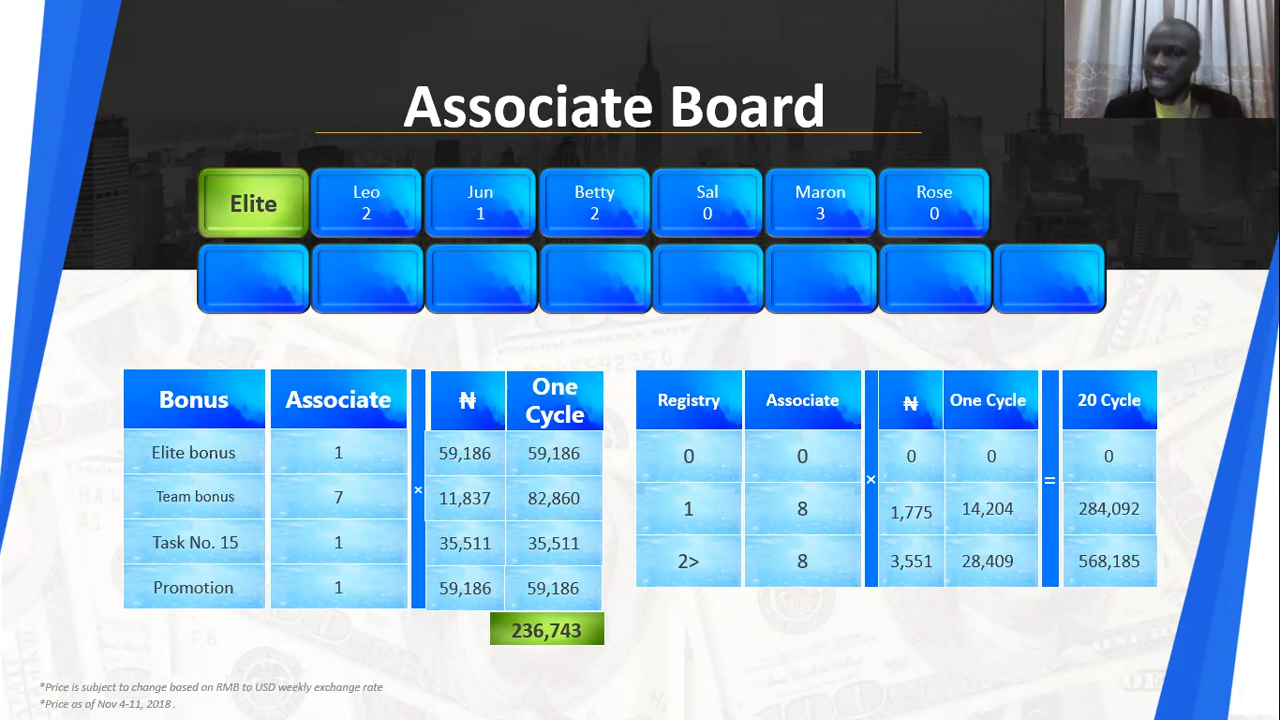 Associate Board
Elite
Leo
2
Jun
1
Betty
2
Sal
0
Maron
3
Rose
0
Bonus Associate ₦ One Cycle
Elite bonus 1 59,186 59,186
Team bonus 7 × 11,837 82,860
Task No. 15 1 35,511 35,511
Promotion 1 59,186 59,186
236,743
Registry Associate ₦ One Cycle 20 Cycle
0 0 0 0 0
1 8 × 1,775 14,204 = 284,092
2> 8 3,551 28,409 568,185
*Price is subject to change based on RMB to USD weekly exchange rate
*Price as of Nov 4-11, 2018 .